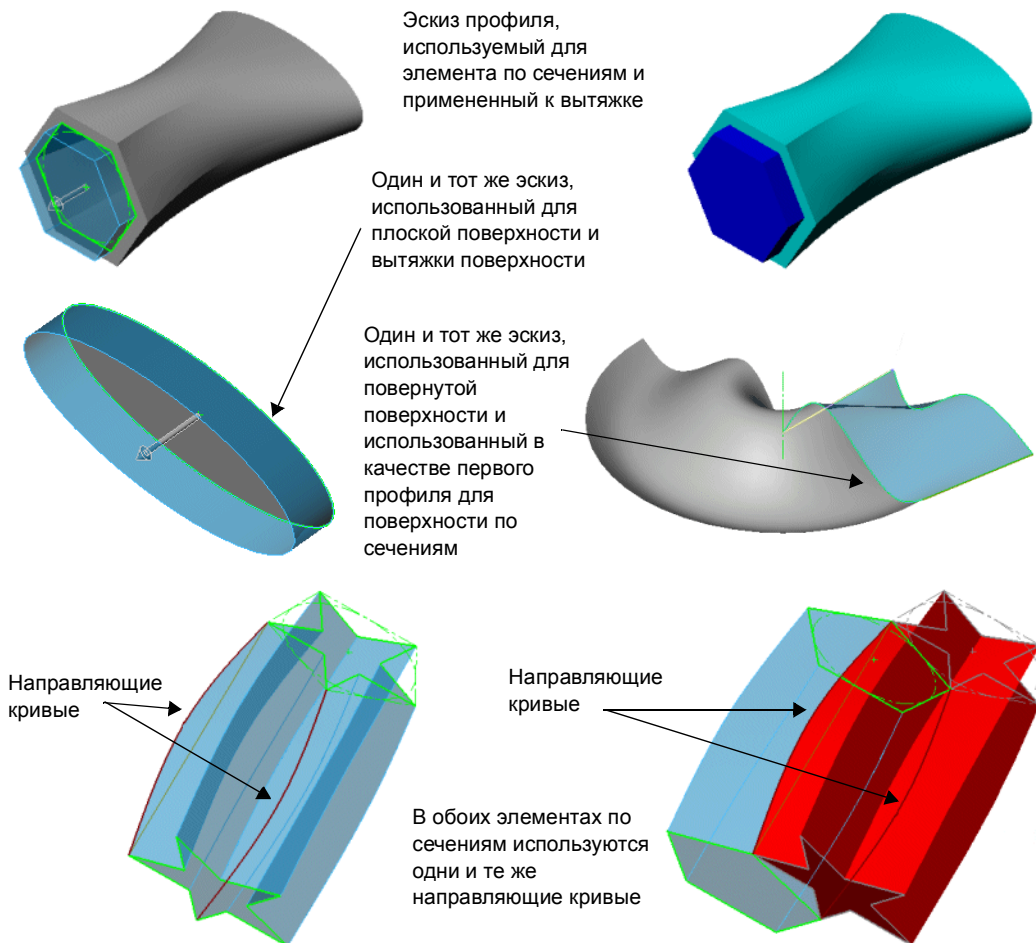 Эскиз профиля,
используемый для
элемента по сечениям и
примененный к вытяжке
Один и тот же эскиз,
использованный для
плоской поверхности и
вытяжки поверхности
Один и тот же эскиз,
использованный для
повернутой
поверхности и
использованный в
качестве первого
профиля для
поверхности по
сечениям
Направляющие
кривые
Направляющие
кривые
В обоих элементах по
сечениям используются
одни и те же
направляющие кривые